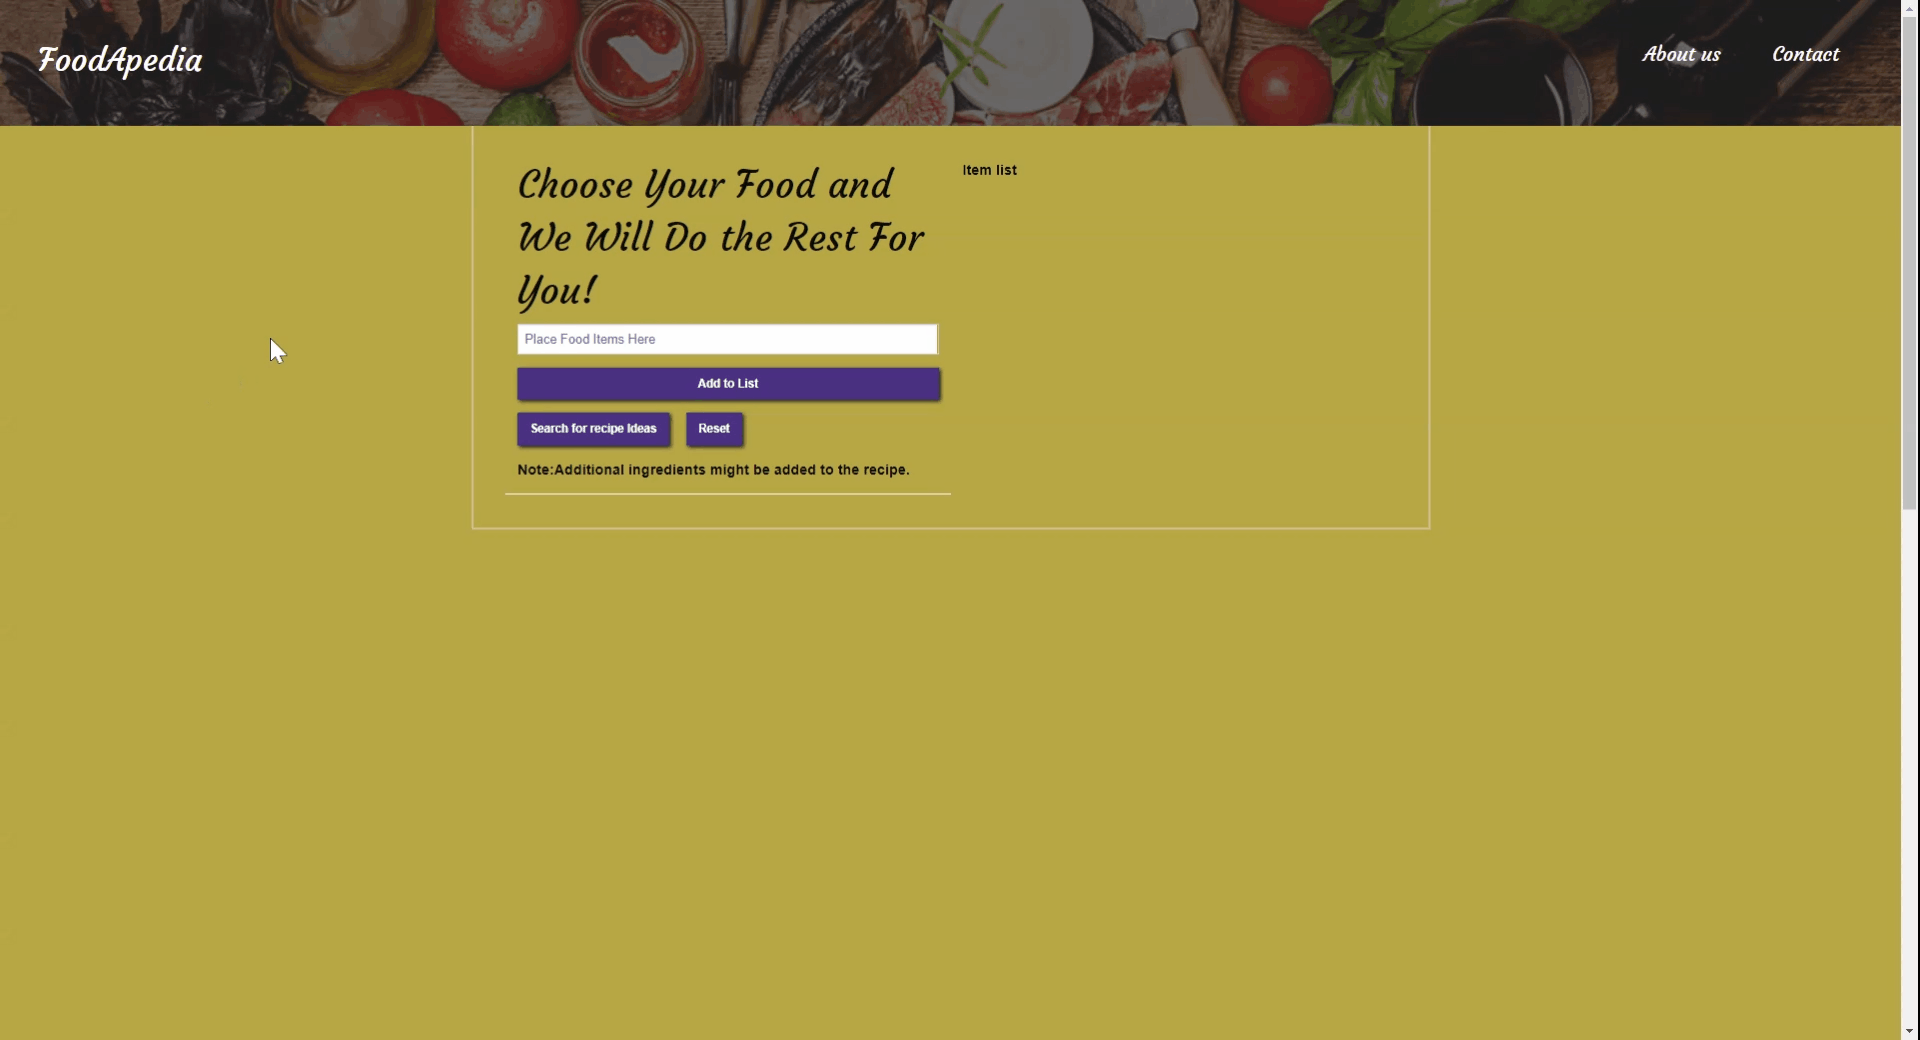 FoodApedia
About us
Contact
Choose Your Food and
We Will Do the Rest For
You!
Item list
Place Food Items Here
Add to List
Search for recipe Ideas
Reset
Note:Additional ingredients might be added to the recipe.